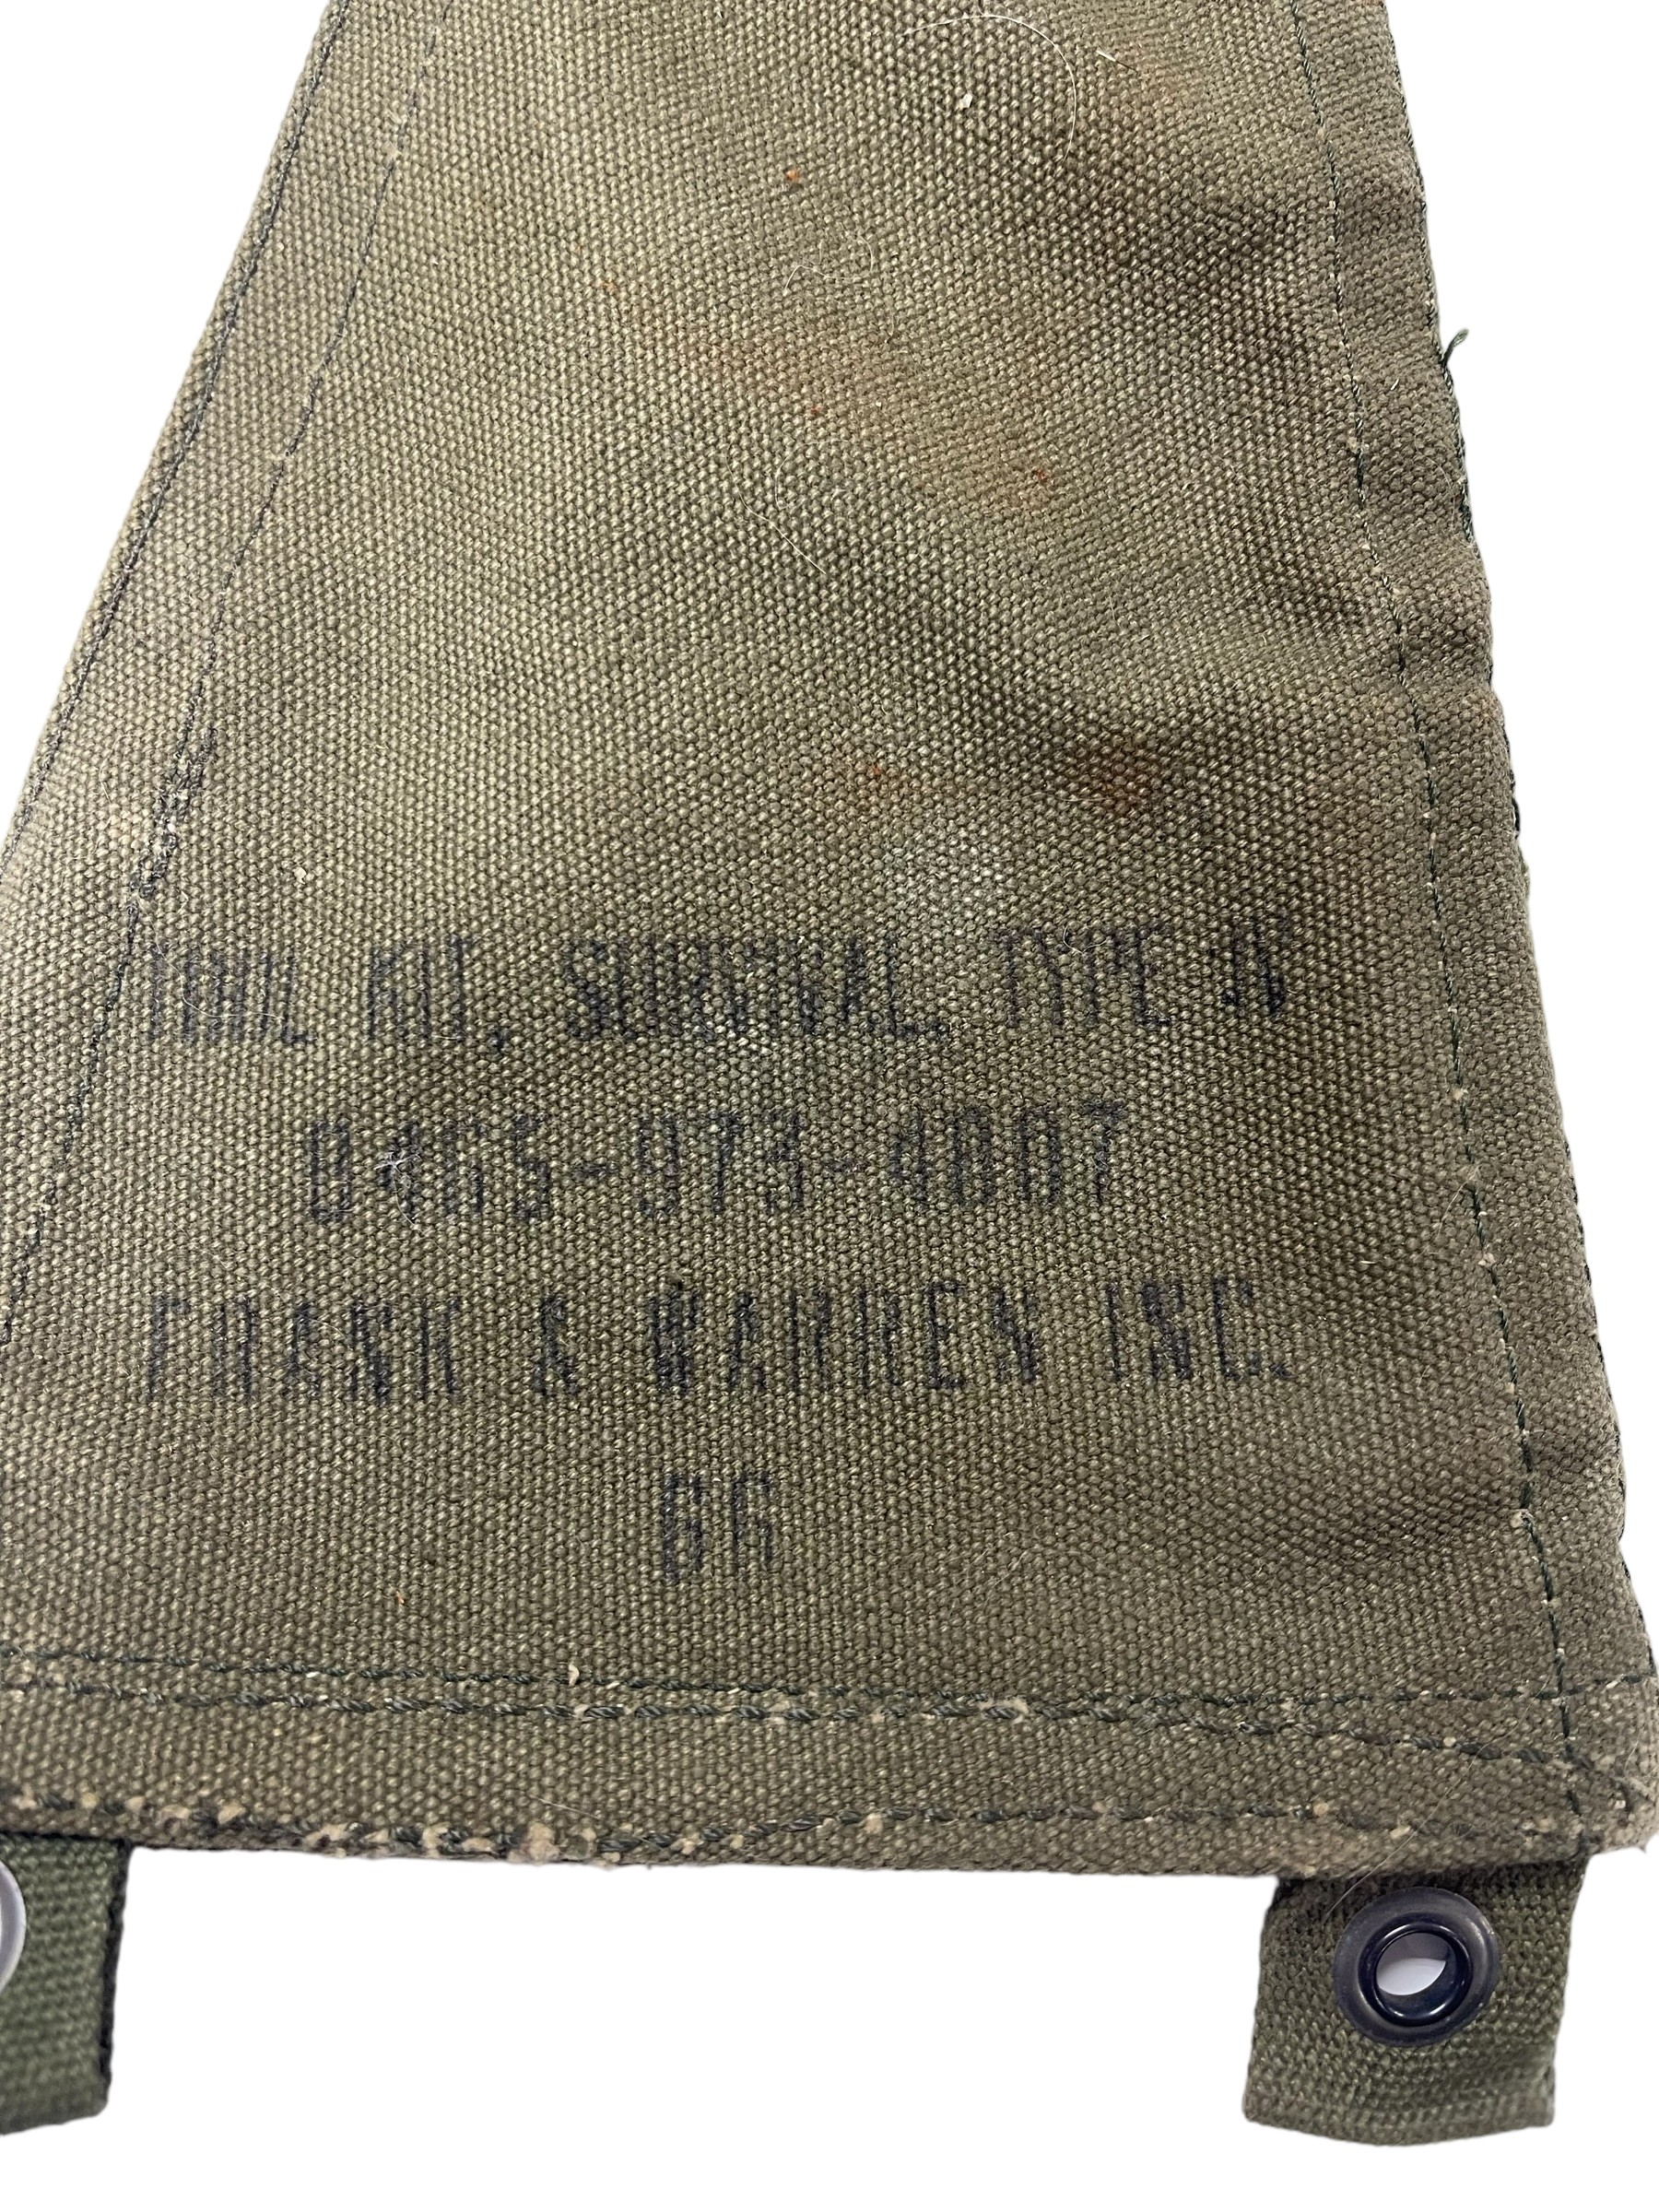 TOOL KIT, SURVIVAL, TYPE IV
8465-973-4807
FRANK & WARREN INC.
66